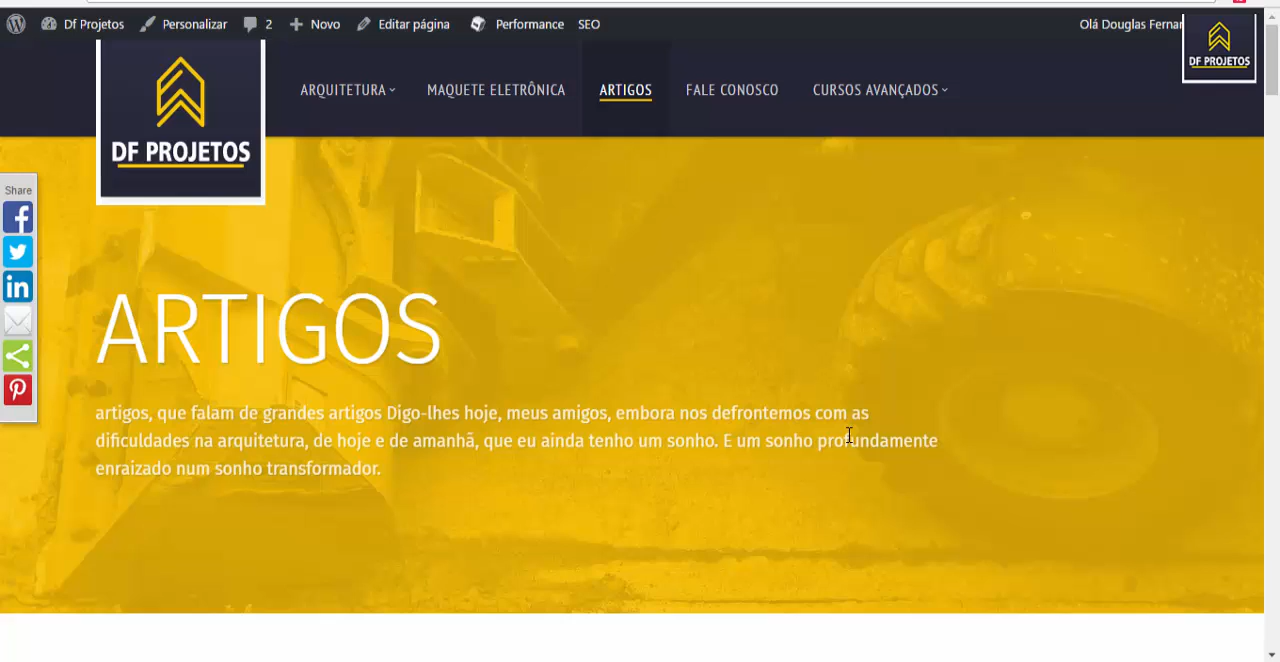 Df Projetos Personalizar 2 Novo Editar página Performance SEO Olá Douglas Fernan
DF PROJETOS
ARQUITETURA MAQUETE ELETRÔNICA ARTIGOS FALE CONOSCO CURSOS AVANÇADOS
DF PROJETOS
Share
ARTIGOS
artigos, que falam de grandes artigos Digo-lhes hoje, meus amigos, embora nos defrontemos com as
dificuldades na arquitetura, de hoje e de amanhã, que eu ainda tenho um sonho. E um sonho profundamente
enraizado num sonho transformador.